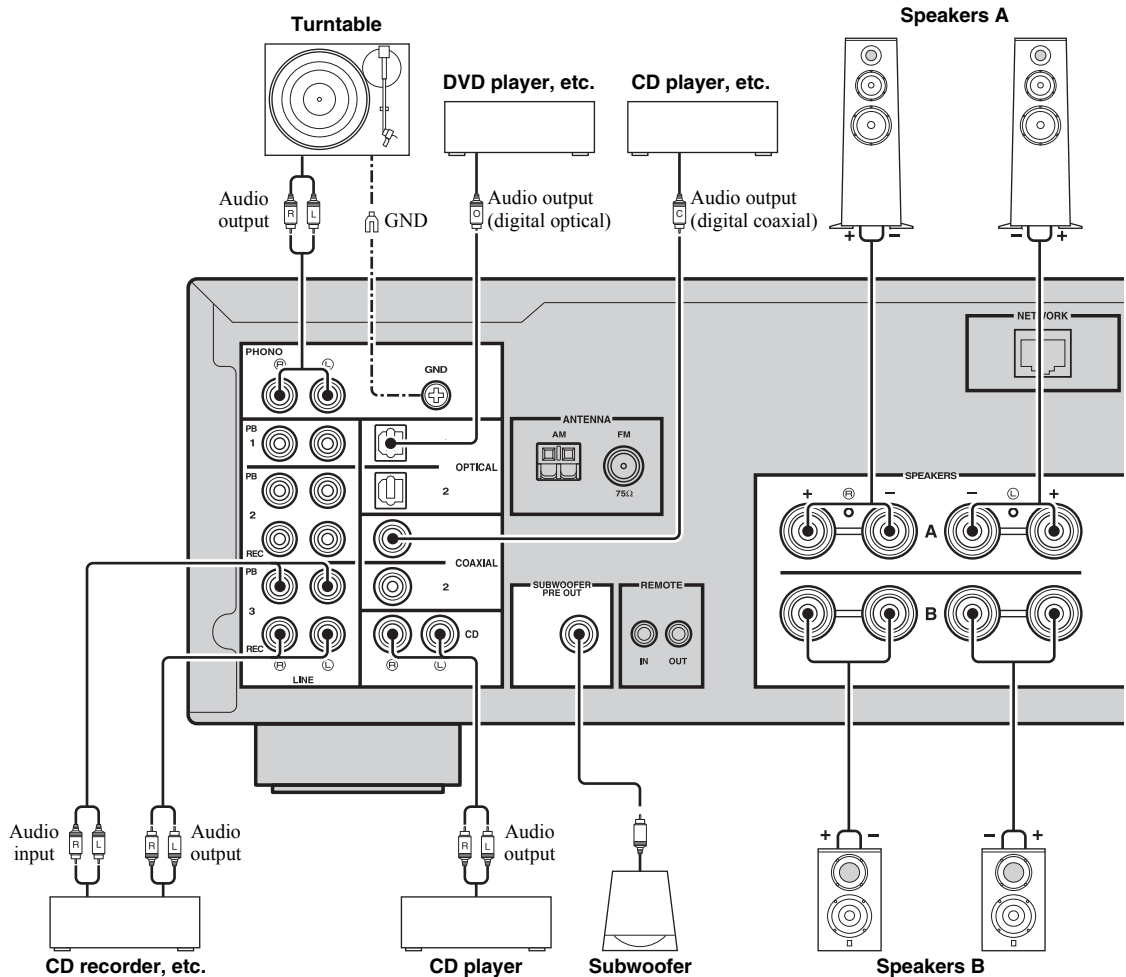 Turntable
Speakers A
DVD player, etc.
CD player, etc.
Audio
output
R L
GND
O
Audio output
(digital optical)
C
Audio output
(digital coaxial)
+ − − +
NETWORK
PHONO
R L
GND
PB
1
OPTICAL
PB
2
2
REC
COAXIAL
PB
3
2
REC
CD
R L
R L
LINE
ANTENNA
AM FM
75Ω
SUBWOOFER
PRE OUT
REMOTE
IN OUT
SPEAKERS
+ R − − L +
A
B
Audio
input
R L
R L
Audio
output
R L
Audio
output
+ − − +
CD recorder, etc.
CD player
Subwoofer
Speakers B